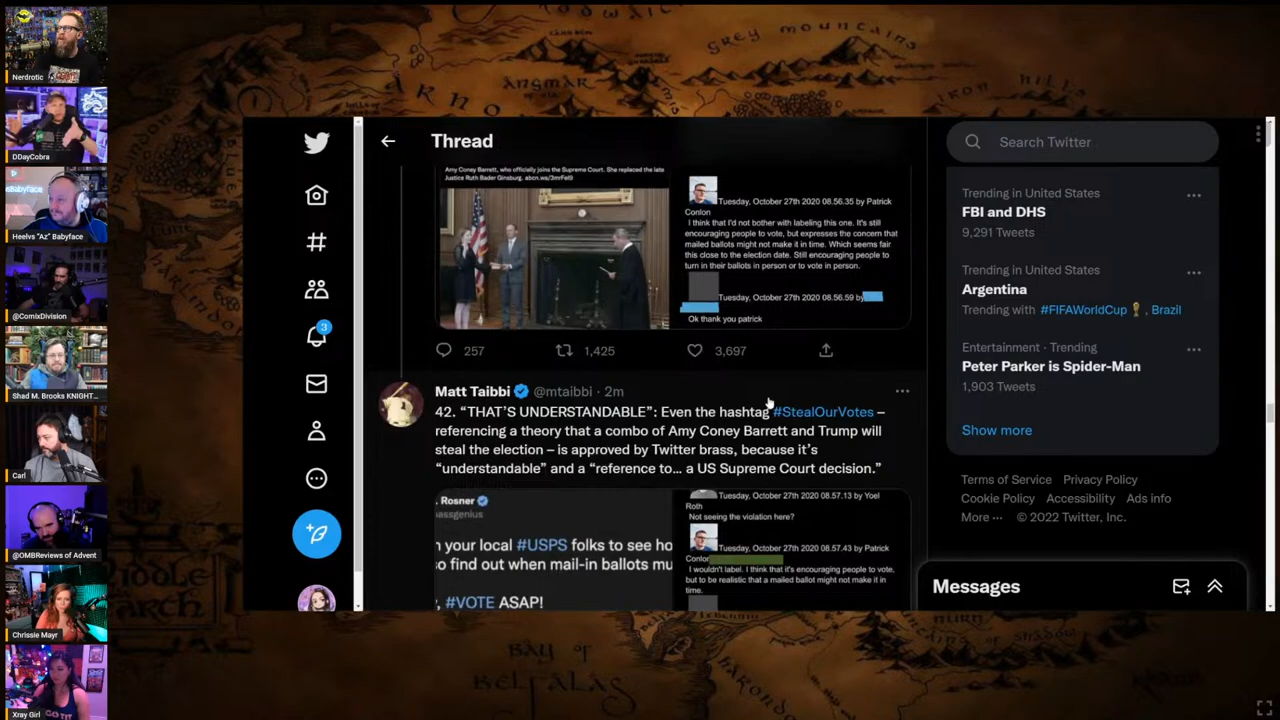 Nerdrotic
DDayCobra
Heelvs "Az" Babyface
@ComixDivision
Shad M. Brooks KNIGHT...
Carl
@OMBReviews of Advent
Chrissie Mayr
Xray Girl
GREY MOUNTAINS
ANGMAR
ARNO
BAY OF
BELFALAS
Thread
3
Amy Coney Barrett, who officially joins the Supreme Court. She replaced the late
Justice Ruth Bader Ginsburg. abcn.ws/3mrFel9
Tuesday, October 27th 2020 08.56.35 by Patrick
Conlon
I think that I'd not bother with labeling this one. It's still
encouraging people to vote, but expresses the concern that
mailed ballots might not make it in time. Which seems fair
this close to the election date. Still encouraging people to
turn in their ballots in person or to vote in person.
Tuesday, October 27th 2020 08.56.59 by
Ok thank you patrick
257
1,425
3,697
Matt Taibbi @mtaibbi · 2m
42. “THAT’S UNDERSTANDABLE”: Even the hashtag #StealOurVotes –
referencing a theory that a combo of Amy Coney Barrett and Trump will
steal the election – is approved by Twitter brass, because it’s
“understandable” and a “reference to... a US Supreme Court decision.”
. Rosner
assgenius
n your local #USPS folks to see ho
o find out when mail-in ballots mu
, #VOTE ASAP!
Tuesday, October 27th 2020 08.57.13 by Yoel
Roth
Not seeing the violation here?
Tuesday, October 27th 2020 08.57.43 by Patrick
Conlon
I wouldn't label. I think that it's encouraging people to vote,
but to be realistic that a mailed ballot might not make it in
time.
Search Twitter
Trending in United States
FBI and DHS
9,291 Tweets
Trending in United States
Argentina
Trending with #FIFAWorldCup , Brazil
Entertainment · Trending
Peter Parker is Spider-Man
1,903 Tweets
Show more
Terms of Service Privacy Policy
Cookie Policy Accessibility Ads info
More ··· © 2022 Twitter, Inc.
Messages